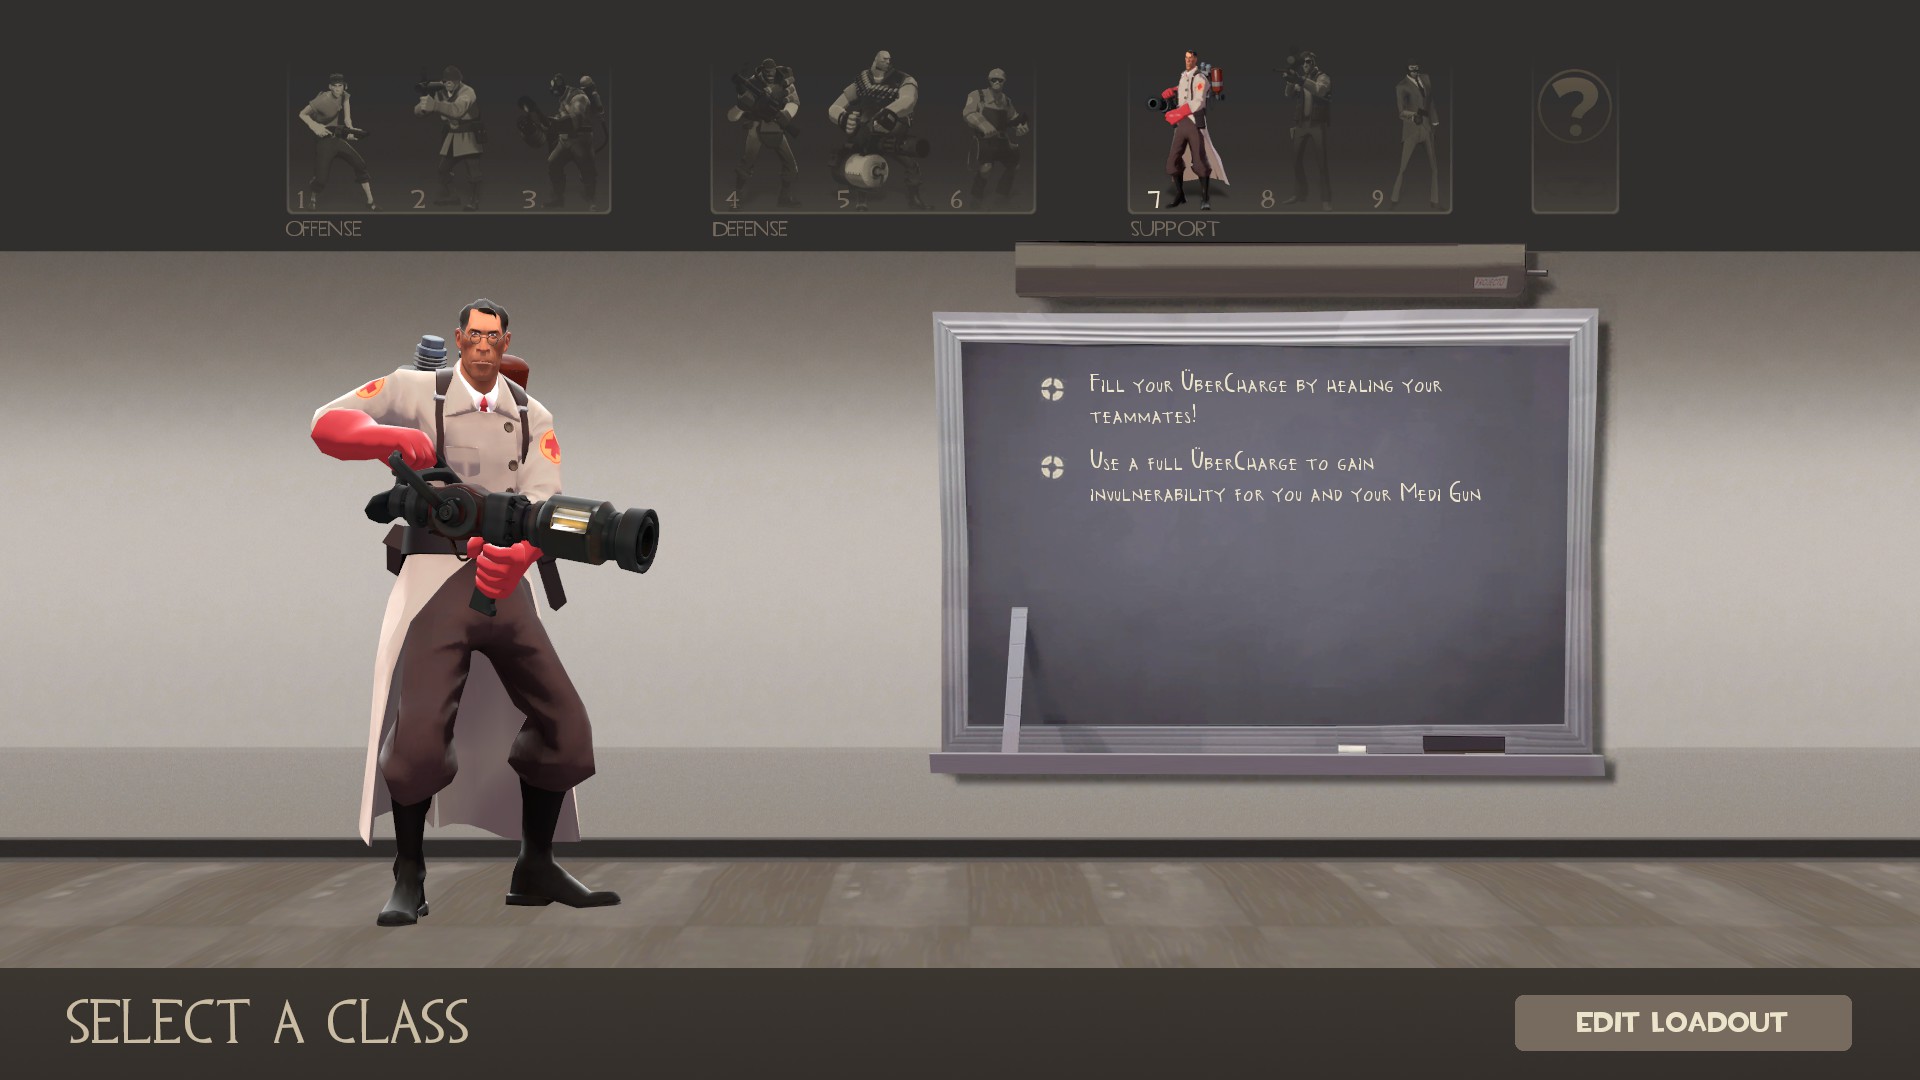 1 2 3
OFFENSE
4 5 6
DEFENSE
7 8 9
SUPPORT
?
Fill your ÜberCharge by healing your
teammates!
Use a full ÜberCharge to gain
invulnerability for you and your Medi Gun
SELECT A CLASS
EDIT LOADOUT